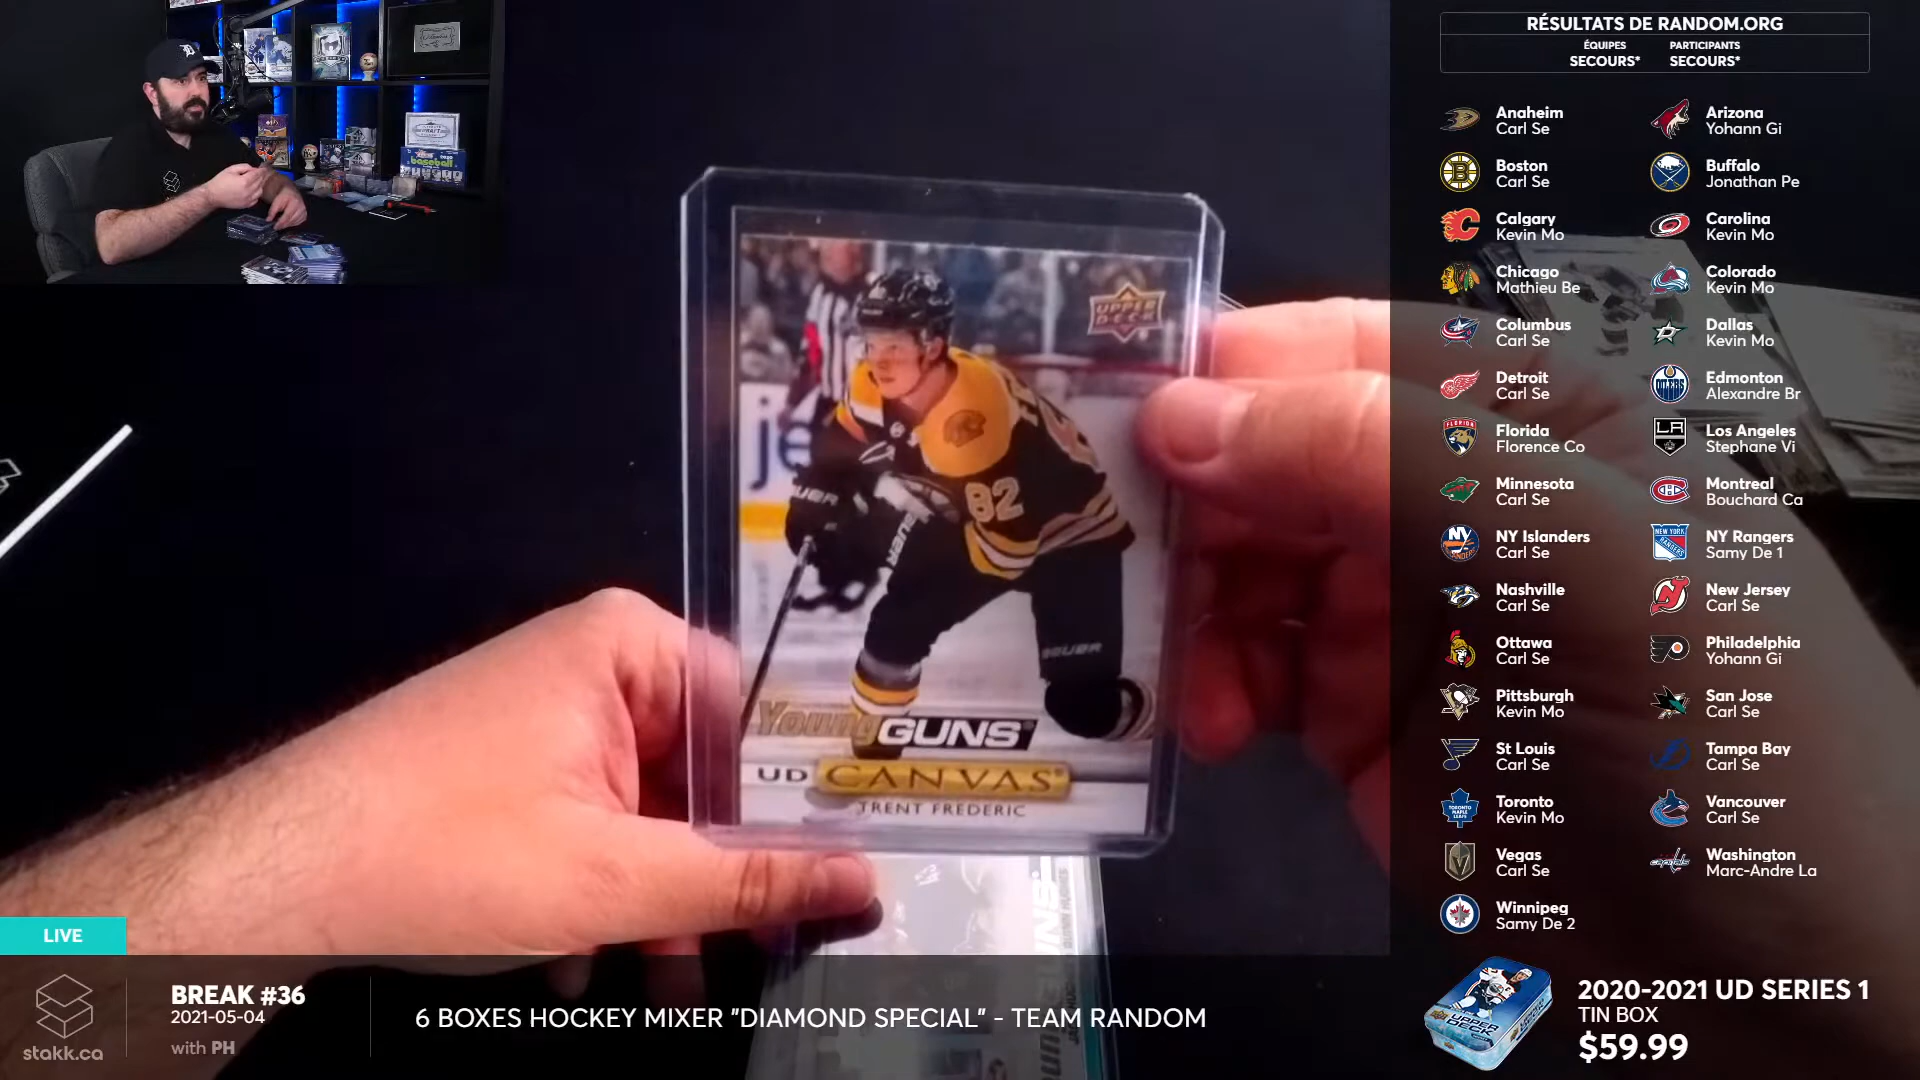 RÉSULTATS DE RANDOM.ORG
ÉQUIPES
SECOURS*
PARTICIPANTS
SECOURS*
Anaheim
Carl Se
Arizona
Yohann Gi
Boston
Carl Se
Buffalo
Jonathan Pe
Calgary
Kevin Mo
Carolina
Kevin Mo
Chicago
Mathieu Be
Colorado
Kevin Mo
Columbus
Carl Se
Dallas
Kevin Mo
Detroit
Carl Se
Edmonton
Alexandre Br
Florida
Florence Co
Los Angeles
Stephane Vi
Minnesota
Carl Se
Montreal
Bouchard Ca
NY Islanders
Carl Se
NY Rangers
Samy De 1
Nashville
Carl Se
New Jersey
Carl Se
Ottawa
Carl Se
Philadelphia
Yohann Gi
Pittsburgh
Kevin Mo
San Jose
Carl Se
St Louis
Carl Se
Tampa Bay
Carl Se
Toronto
Kevin Mo
Vancouver
Carl Se
Vegas
Carl Se
Washington
Marc-Andre La
Winnipeg
Samy De 2
UPPER
DECK
82
BAUER
BAUER
Young GUNS
UD CANVAS
TRENT FREDERIC
baseball
LIVE
stakk.ca
BREAK #36
2021-05-04
with PH
6 BOXES HOCKEY MIXER "DIAMOND SPECIAL" - TEAM RANDOM
UPPER DECK
2020-2021 UD SERIES 1
TIN BOX
$59.99